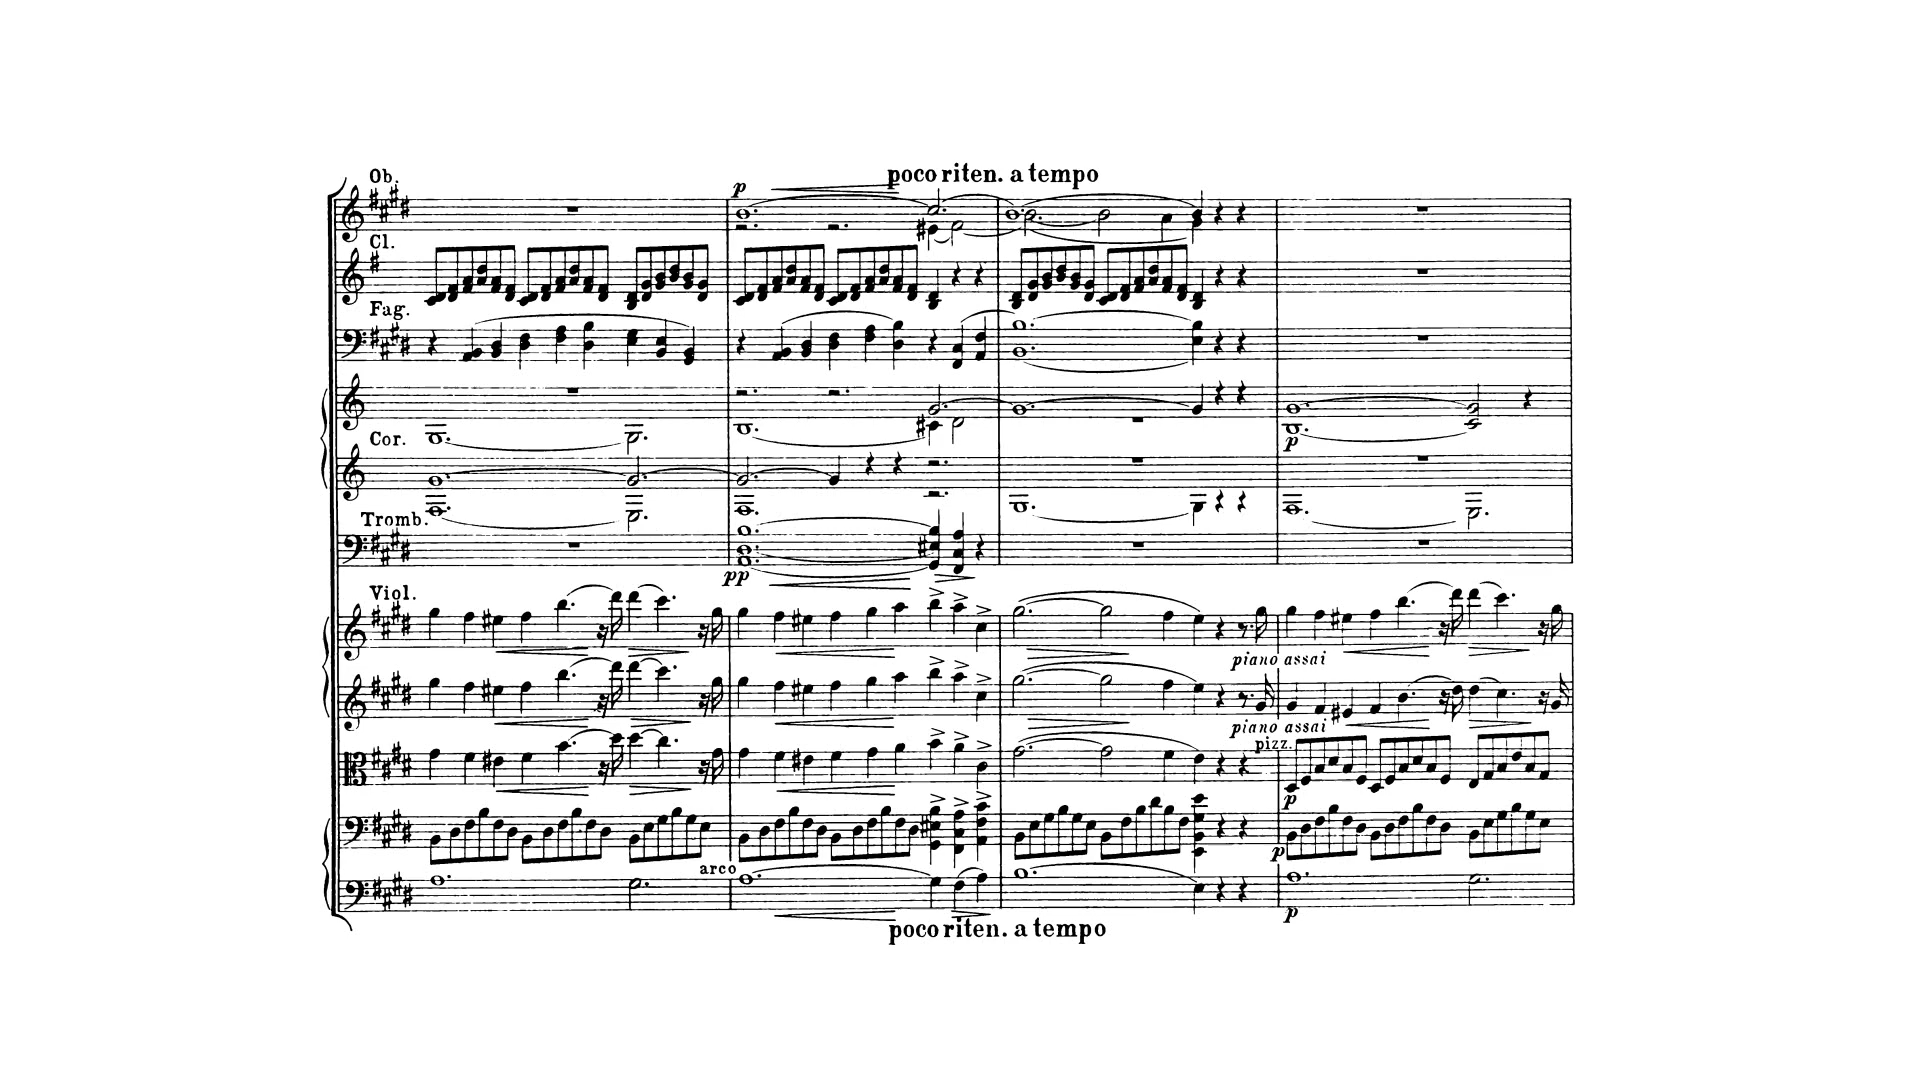 Ob.
poco riten. a tempo
p
Cl.
Fag.
Cor.
p
Tromb.
pp
Viol.
piano assai
piano assai
pizz.
p
p
arco
p
poco riten. a tempo